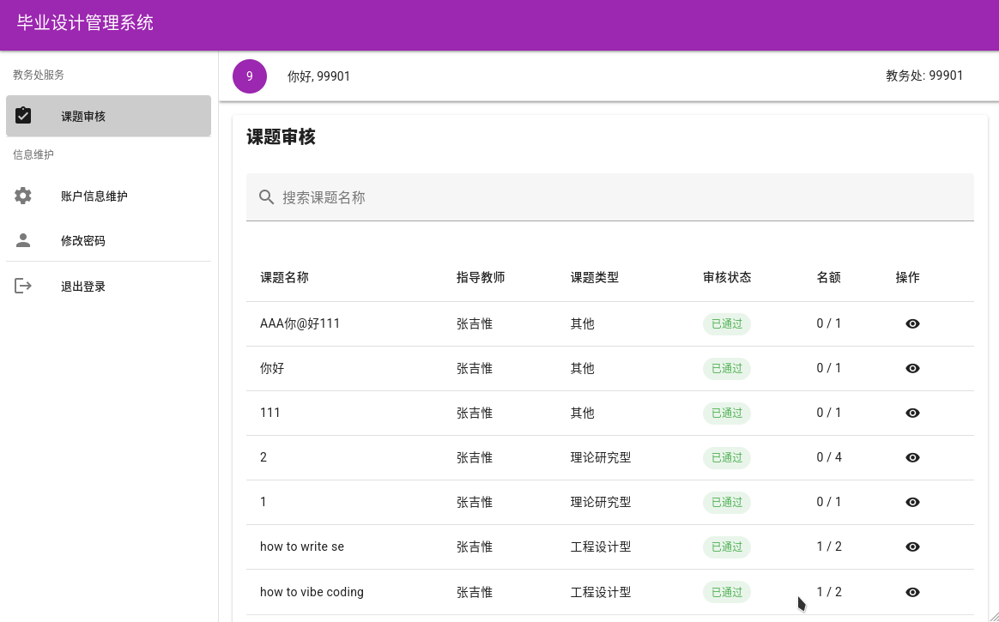 毕业设计管理系统
教务处服务
课题审核
信息维护
账户信息维护
修改密码
退出登录
9 你好, 99901 教务处: 99901
课题审核
搜索课题名称
课题名称 指导教师 课题类型 审核状态 名额 操作
AAA你@好111 张吉惟 其他 已通过 0 / 1
你好 张吉惟 其他 已通过 0 / 1
111 张吉惟 其他 已通过 0 / 1
2 张吉惟 理论研究型 已通过 0 / 4
1 张吉惟 理论研究型 已通过 0 / 1
how to write se 张吉惟 工程设计型 已通过 1 / 2
how to vibe coding 张吉惟 工程设计型 已通过 1 / 2